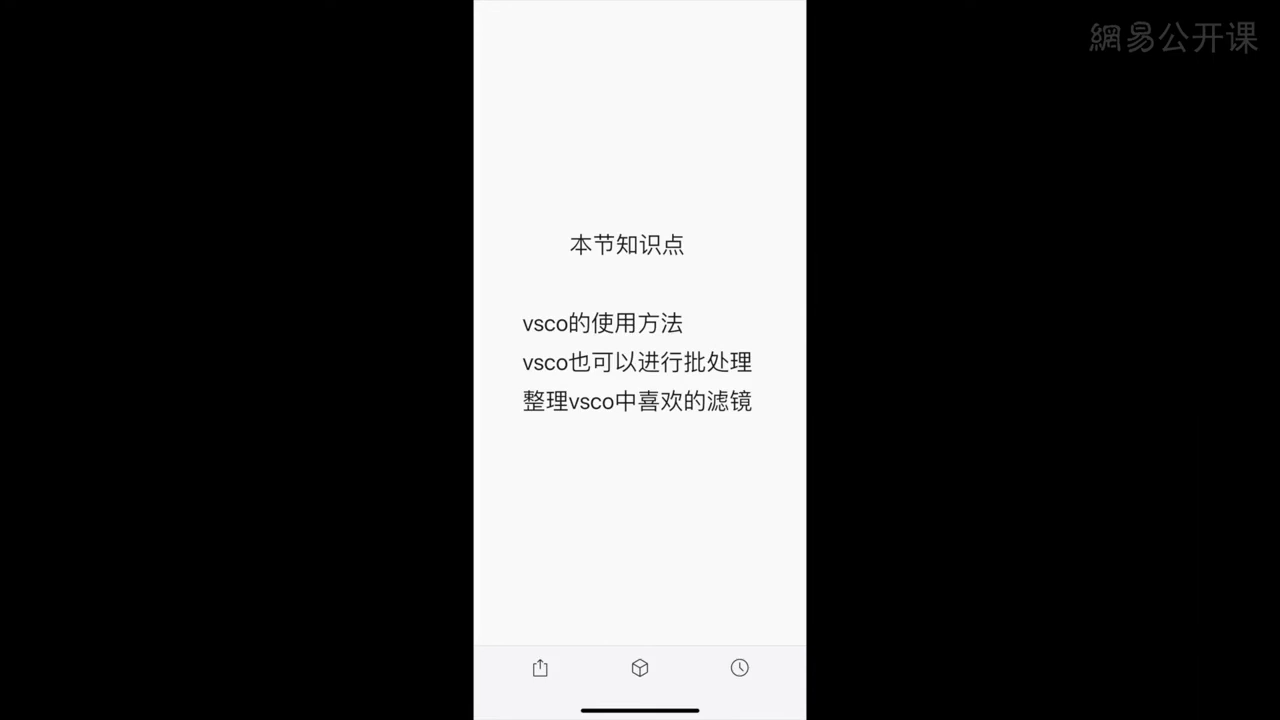 網易公开课
本节知识点
vsco的使用方法
vsco也可以进行批处理
整理vsco中喜欢的滤镜